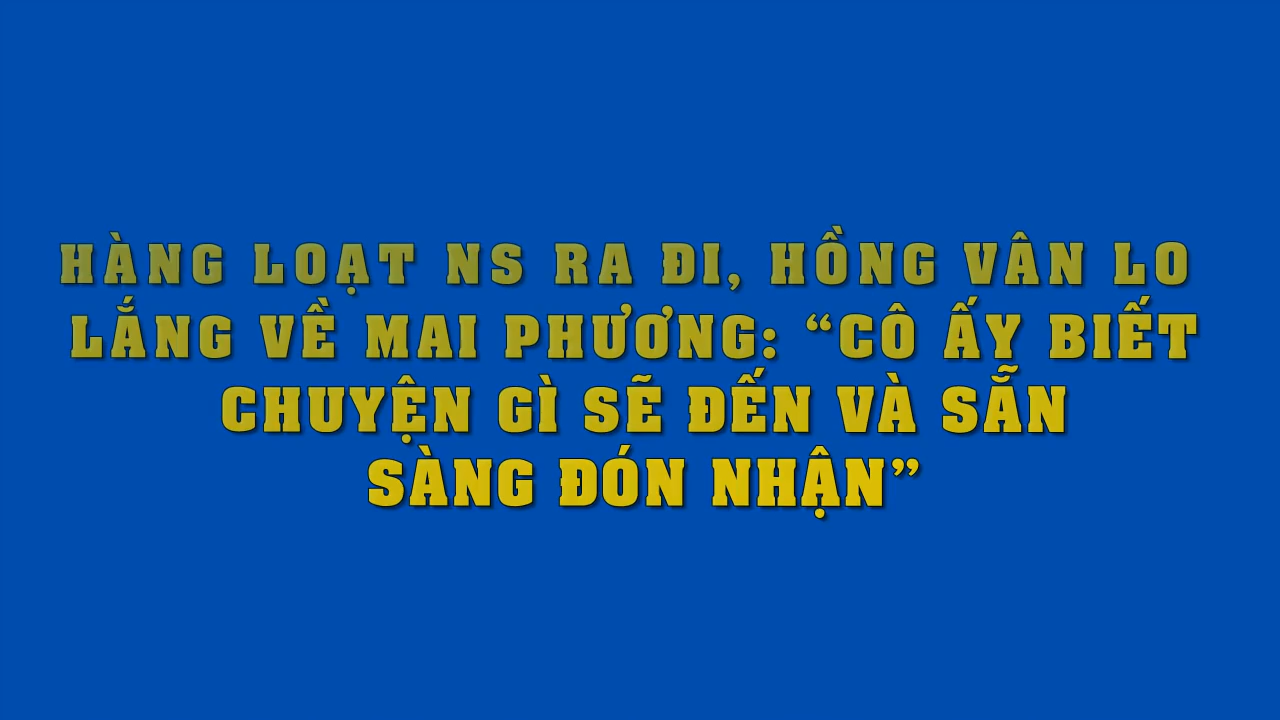 HÀNG LOẠT NS RA ĐI, HỒNG VÂN LO
LẮNG VỀ MAI PHƯƠNG: “CÔ ẤY BIẾT
CHUYỆN GÌ SẼ ĐẾN VÀ SẴN
SÀNG ĐÓN NHẬN”